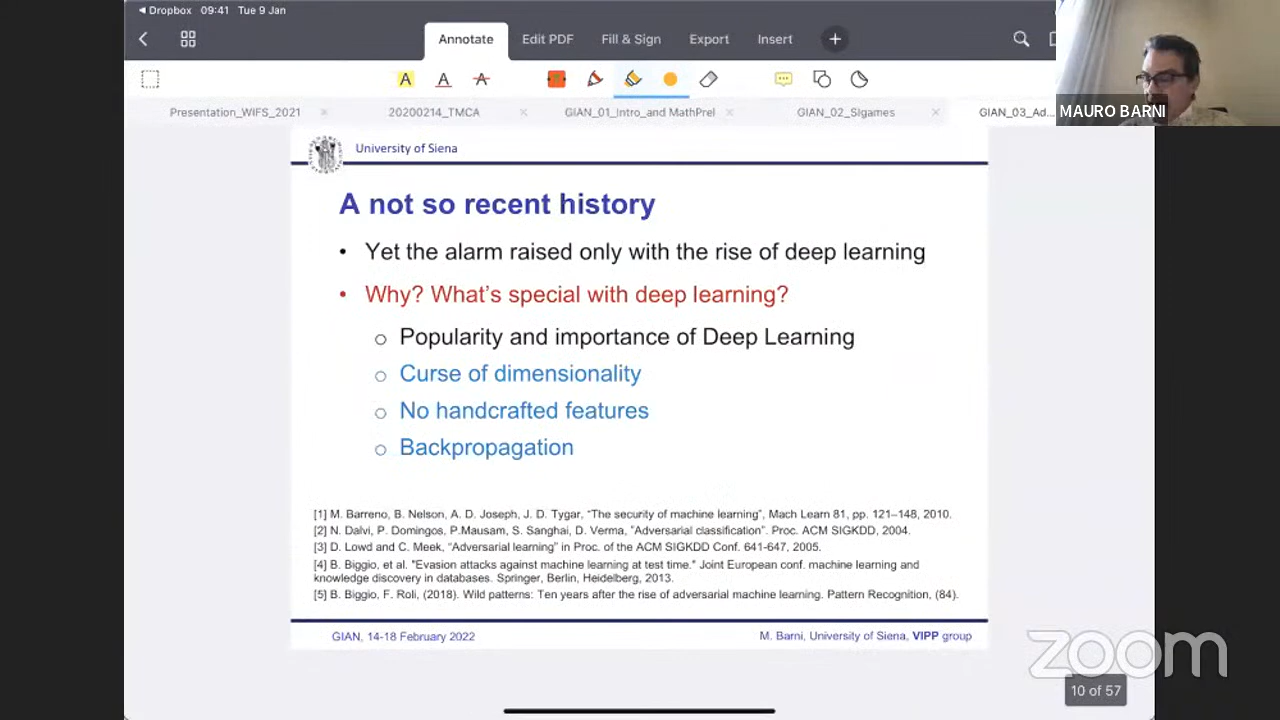 Dropbox 09:41 Tue 9 Jan
Annotate Edit PDF Fill & Sign Export Insert
A A A
MAURO BARNI
Presentation_WIFS_2021 20200214_TMCA GIAN_01_Intro_and MathPrel GIAN_02_SIgames GIAN_03_Ad...
University of Siena
A not so recent history
• Yet the alarm raised only with the rise of deep learning
• Why? What's special with deep learning?
o Popularity and importance of Deep Learning
o Curse of dimensionality
o No handcrafted features
o Backpropagation
[1] M. Barreno, B. Nelson, A. D. Joseph, J. D. Tygar, “The security of machine learning”, Mach Learn 81, pp. 121–148, 2010.
[2] N. Dalvi, P. Domingos, P.Mausam, S. Sanghai, D. Verma, “Adversarial classification”. Proc. ACM SIGKDD, 2004.
[3] D. Lowd and C. Meek, “Adversarial learning” in Proc. of the ACM SIGKDD Conf. 641-647, 2005.
[4] B. Biggio, et al. "Evasion attacks against machine learning at test time." Joint European conf. machine learning and
knowledge discovery in databases. Springer, Berlin, Heidelberg, 2013.
[5] B. Biggio, F. Roli, (2018). Wild patterns: Ten years after the rise of adversarial machine learning. Pattern Recognition, (84).
GIAN, 14-18 February 2022
M. Barni, University of Siena, VIPP group
zoom
10 of 57